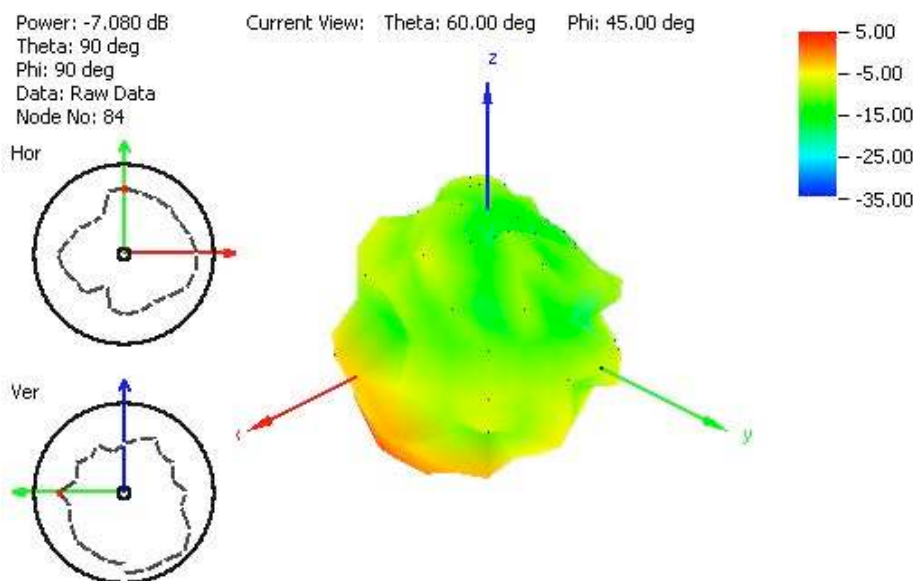 Power: -7.080 dB
Theta: 90 deg
Phi: 90 deg
Data: Raw Data
Node No: 84
Current View: Theta: 60.00 deg Phi: 45.00 deg
5.00
-5.00
-15.00
-25.00
-35.00
Hor
Ver
z
x
y